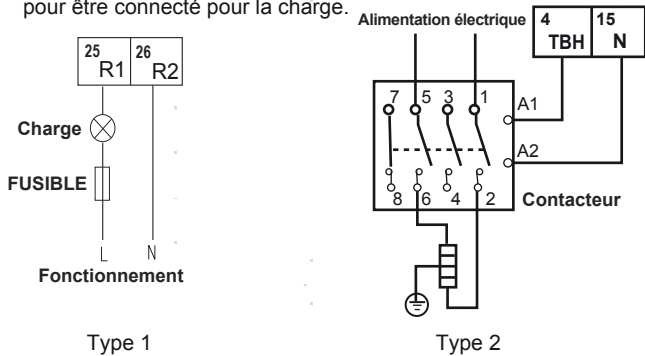 pour être connecté pour la charge.
Alimentation électrique
4 15
TBH N
25 26
R1 R2
7 5 3 1
A1
Charge
A2
FUSIBLE
8 6 4 2
Contacteur
L N
Fonctionnement
Type 1 Type 2